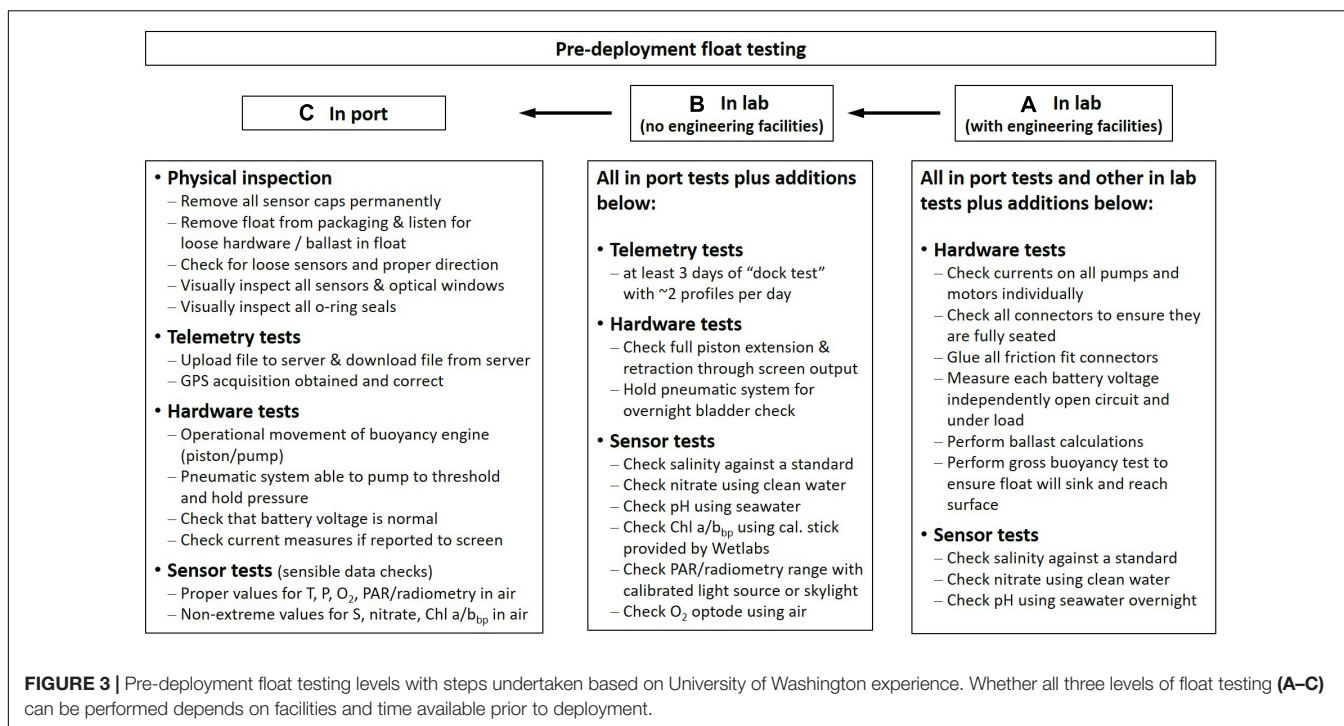 Pre-deployment float testing
C In port
B In lab
(no engineering facilities)
A In lab
(with engineering facilities)
• Physical inspection
– Remove all sensor caps permanently
– Remove float from packaging & listen for
loose hardware / ballast in float
– Check for loose sensors and proper direction
– Visually inspect all sensors & optical windows
– Visually inspect all o-ring seals
• Telemetry tests
– Upload file to server & download file from server
– GPS acquisition obtained and correct
• Hardware tests
– Operational movement of buoyancy engine
(piston/pump)
– Pneumatic system able to pump to threshold
and hold pressure
– Check that battery voltage is normal
– Check current measures if reported to screen
• Sensor tests (sensible data checks)
– Proper values for T, P, O₂, PAR/radiometry in air
– Non-extreme values for S, nitrate, Chl a/b_bp in air
All in port tests plus additions
below:
• Telemetry tests
– at least 3 days of “dock test”
with ~2 profiles per day
• Hardware tests
– Check full piston extension &
retraction through screen output
– Hold pneumatic system for
overnight bladder check
• Sensor tests
– Check salinity against a standard
– Check nitrate using clean water
– Check pH using seawater
– Check Chl a/b_bp using cal. stick
provided by Wetlabs
– Check PAR/radiometry range with
calibrated light source or skylight
– Check O₂ optode using air
All in port tests and other in lab
tests plus additions below:
• Hardware tests
– Check currents on all pumps and
motors individually
– Check all connectors to ensure they
are fully seated
– Glue all friction fit connectors
– Measure each battery voltage
independently open circuit and
under load
– Perform ballast calculations
– Perform gross buoyancy test to
ensure float will sink and reach
surface
• Sensor tests
– Check salinity against a standard
– Check nitrate using clean water
– Check pH using seawater overnight
FIGURE 3 | Pre-deployment float testing levels with steps undertaken based on University of Washington experience. Whether all three levels of float testing (A–C)
can be performed depends on facilities and time available prior to deployment.